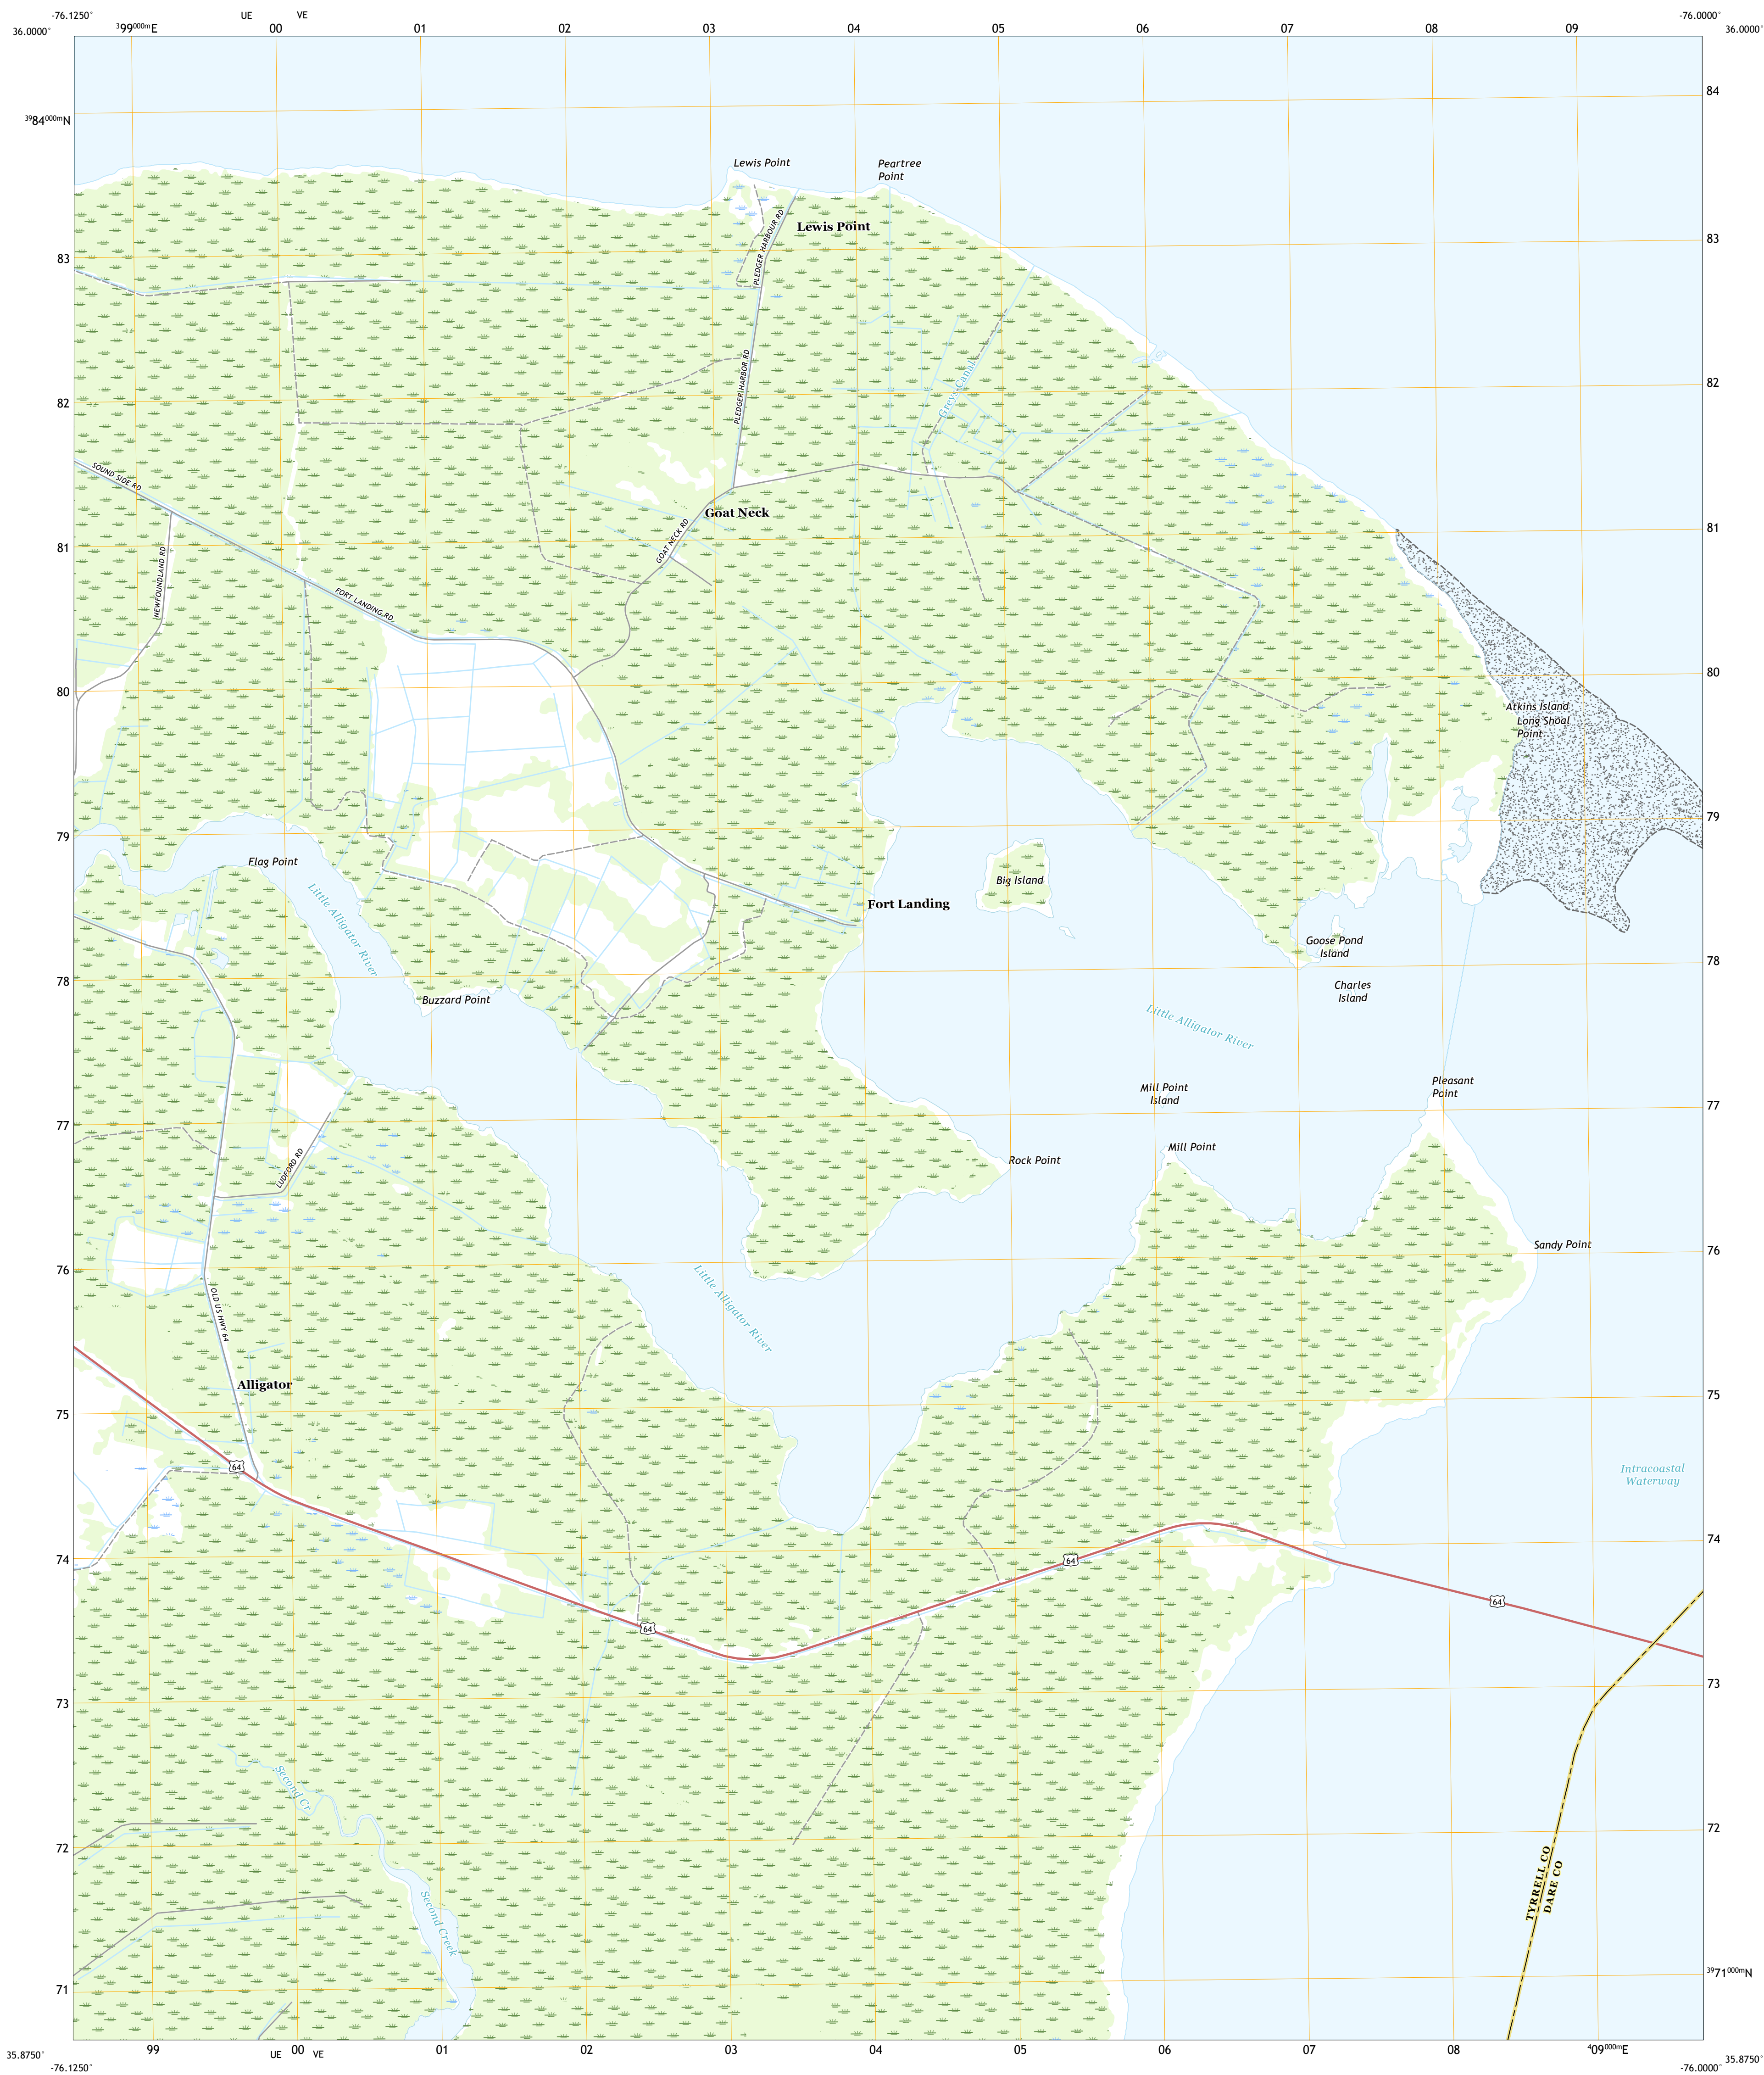 -76.1250° UE VE -76.0000°
36.0000° ³99⁰⁰⁰ᵐE 00 01 02 03 04 05 06 07 08 09 36.0000°
84
³⁹84⁰⁰⁰ᵐN
Lewis Point
Peartree
Point
PLEDGER HARBOUR RD
Lewis Point
83 83
PLEDGER HARBOR RD
Greys Canal
82 82
SOUND SIDE RD
Goat Neck
GOAT NECK RD
81 81
NEWFOUNDLAND RD
FORT LANDING RD
80 80
Atkins Island
Long Shoal
Point
79 79
Flag Point
Big Island
Little Alligator River
Fort Landing
Goose Pond
Island
78 78
Charles
Island
Buzzard Point
Little Alligator River
Pleasant
Point
Mill Point
Island
77 77
Mill Point
Rock Point
LUDFORD RD
Sandy Point
76 76
Little Alligator River
OLD US HWY 64
Alligator
75 75
64
Intracoastal
Waterway
74 74
64
64
64
73 73
Second Cr
72 72
TYRRELL CO
DARE CO
Second Creek
³⁹71⁰⁰⁰ᵐN
71
35.8750° 99 00 01 02 03 04 05 06 07 08 ⁴09⁰⁰⁰ᵐE 35.8750°
-76.1250° UE VE -76.0000°